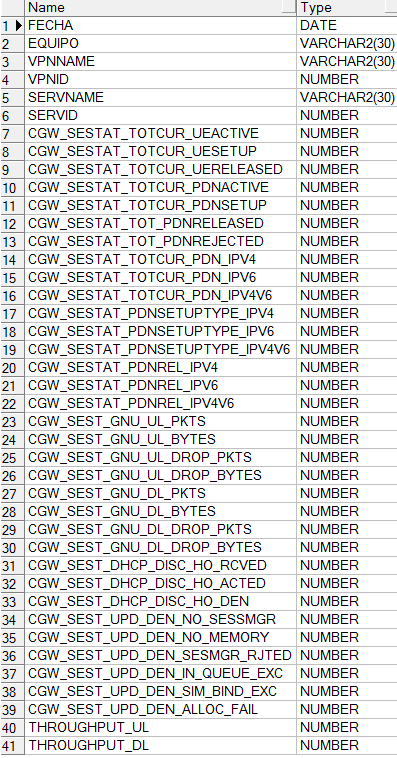 Name Type
1 FECHA DATE
2 EQUIPO VARCHAR2(30)
3 VPNNAME VARCHAR2(30)
4 VPNID NUMBER
5 SERVNAME VARCHAR2(30)
6 SERVID NUMBER
7 CGW_SESTAT_TOTCUR_UEACTIVE NUMBER
8 CGW_SESTAT_TOTCUR_UESETUP NUMBER
9 CGW_SESTAT_TOTCUR_UERELEASED NUMBER
10 CGW_SESTAT_TOTCUR_PDNACTIVE NUMBER
11 CGW_SESTAT_TOTCUR_PDNSETUP NUMBER
12 CGW_SESTAT_TOT_PDNRELEASED NUMBER
13 CGW_SESTAT_TOT_PDNREJECTED NUMBER
14 CGW_SESTAT_TOTCUR_PDN_IPV4 NUMBER
15 CGW_SESTAT_TOTCUR_PDN_IPV6 NUMBER
16 CGW_SESTAT_TOTCUR_PDN_IPV4V6 NUMBER
17 CGW_SESTAT_PDNSETUPTYPE_IPV4 NUMBER
18 CGW_SESTAT_PDNSETUPTYPE_IPV6 NUMBER
19 CGW_SESTAT_PDNSETUPTYPE_IPV4V6 NUMBER
20 CGW_SESTAT_PDNREL_IPV4 NUMBER
21 CGW_SESTAT_PDNREL_IPV6 NUMBER
22 CGW_SESTAT_PDNREL_IPV4V6 NUMBER
23 CGW_SEST_GNU_UL_PKTS NUMBER
24 CGW_SEST_GNU_UL_BYTES NUMBER
25 CGW_SEST_GNU_UL_DROP_PKTS NUMBER
26 CGW_SEST_GNU_UL_DROP_BYTES NUMBER
27 CGW_SEST_GNU_DL_PKTS NUMBER
28 CGW_SEST_GNU_DL_BYTES NUMBER
29 CGW_SEST_GNU_DL_DROP_PKTS NUMBER
30 CGW_SEST_GNU_DL_DROP_BYTES NUMBER
31 CGW_SEST_DHCP_DISC_HO_RCVED NUMBER
32 CGW_SEST_DHCP_DISC_HO_ACTED NUMBER
33 CGW_SEST_DHCP_DISC_HO_DEN NUMBER
34 CGW_SEST_UPD_DEN_NO_SESSMGR NUMBER
35 CGW_SEST_UPD_DEN_NO_MEMORY NUMBER
36 CGW_SEST_UPD_DEN_SESMGR_RJTED NUMBER
37 CGW_SEST_UPD_DEN_IN_QUEUE_EXC NUMBER
38 CGW_SEST_UPD_DEN_SIM_BIND_EXC NUMBER
39 CGW_SEST_UPD_DEN_ALLOC_FAIL NUMBER
40 THROUGHPUT_UL NUMBER
41 THROUGHPUT_DL NUMBER